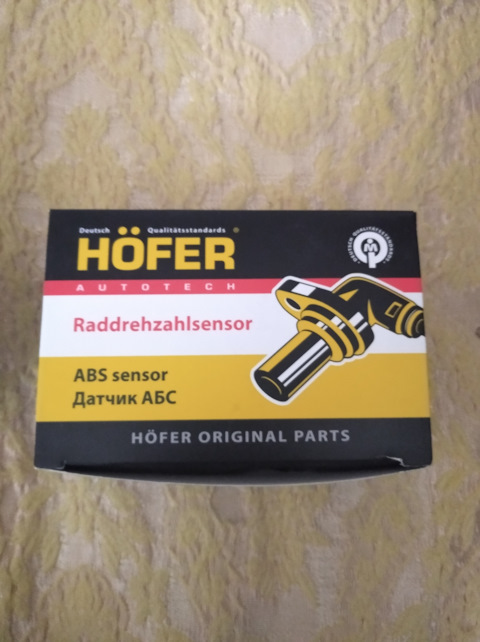 Deutsch Qualitätsstandards
HÖFER®
AUTOTECH
Raddrehzahlsensor
ABS sensor
Датчик АБС
HÖFER ORIGINAL PARTS